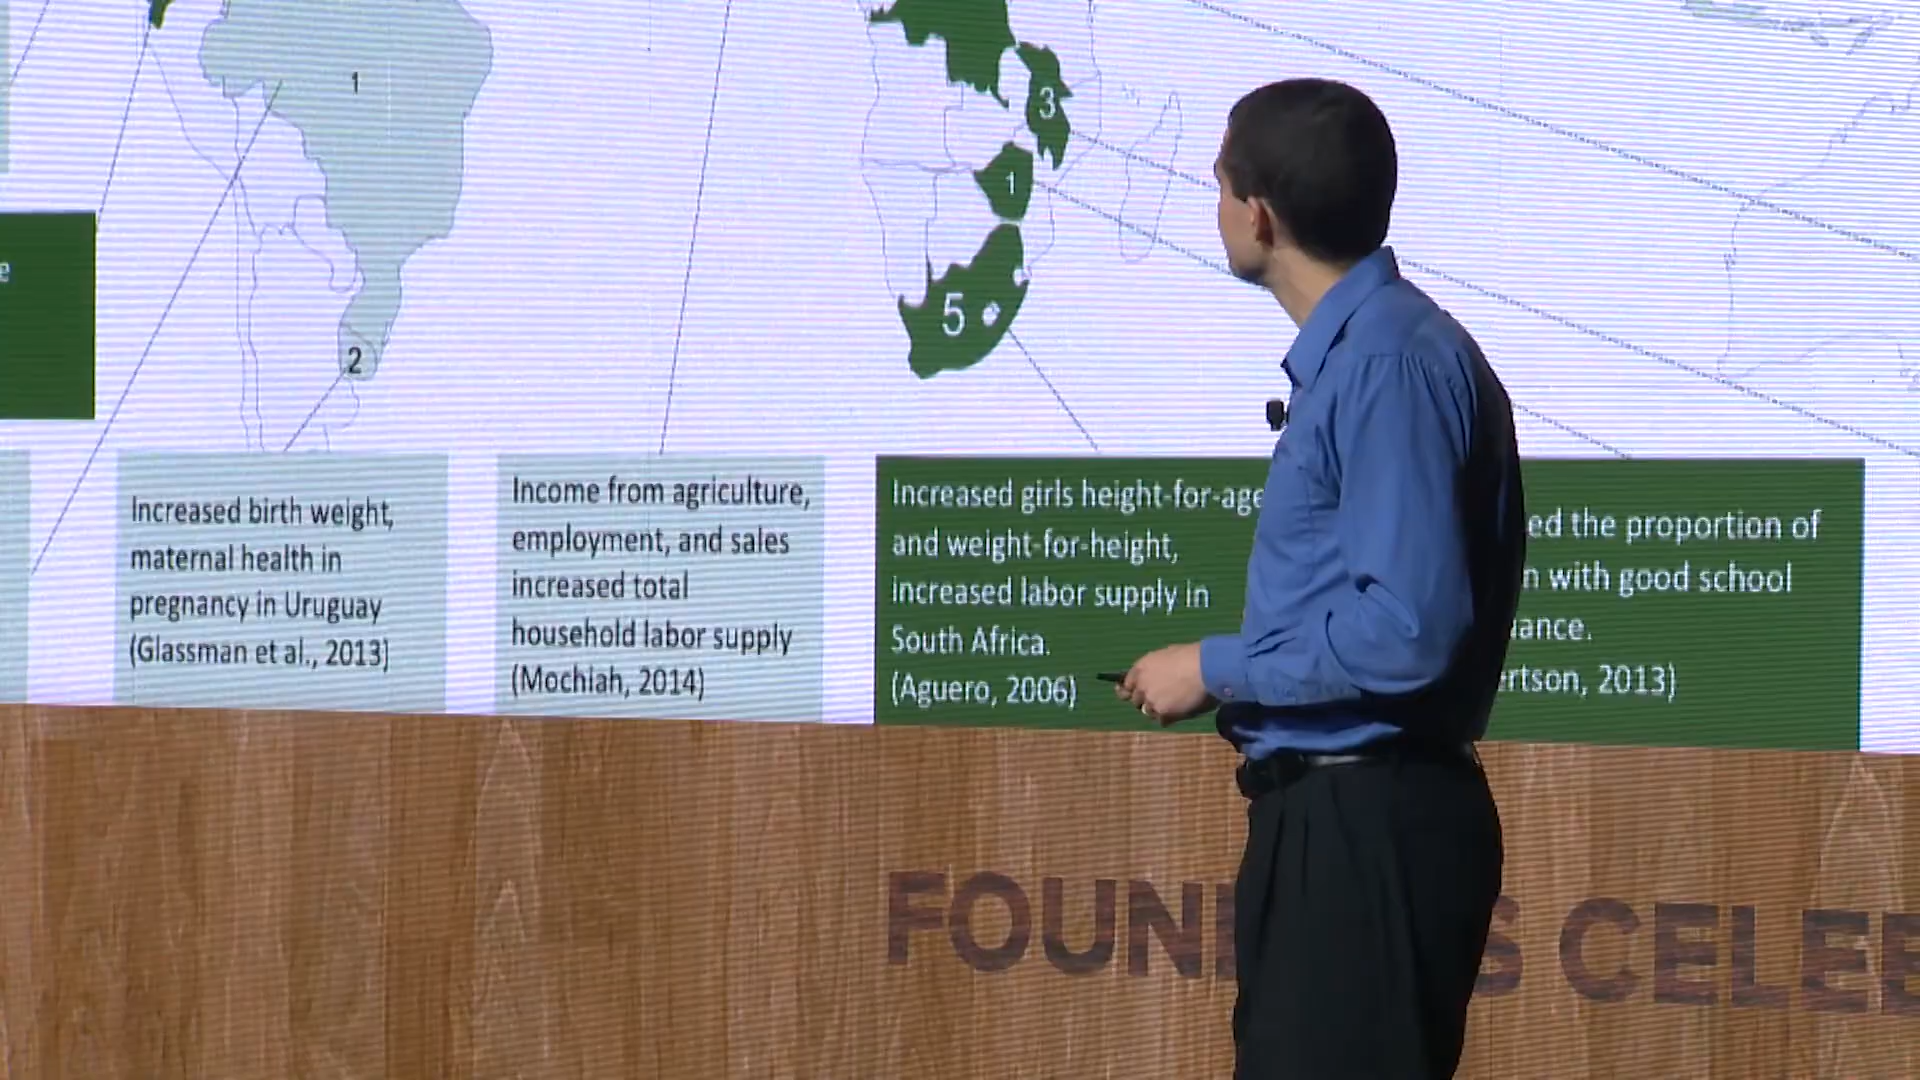 1
3
1
5
2
e
Increased birth weight,
maternal health in
pregnancy in Uruguay
(Glassman et al., 2013)
Income from agriculture,
employment, and sales
increased total
household labor supply
(Mochiah, 2014)
Increased girls height-for-age
and weight-for-height,
increased labor supply in
South Africa.
(Aguero, 2006)
ed the proportion of
n with good school
ance.
ertson, 2013)
FOUN S CELEB